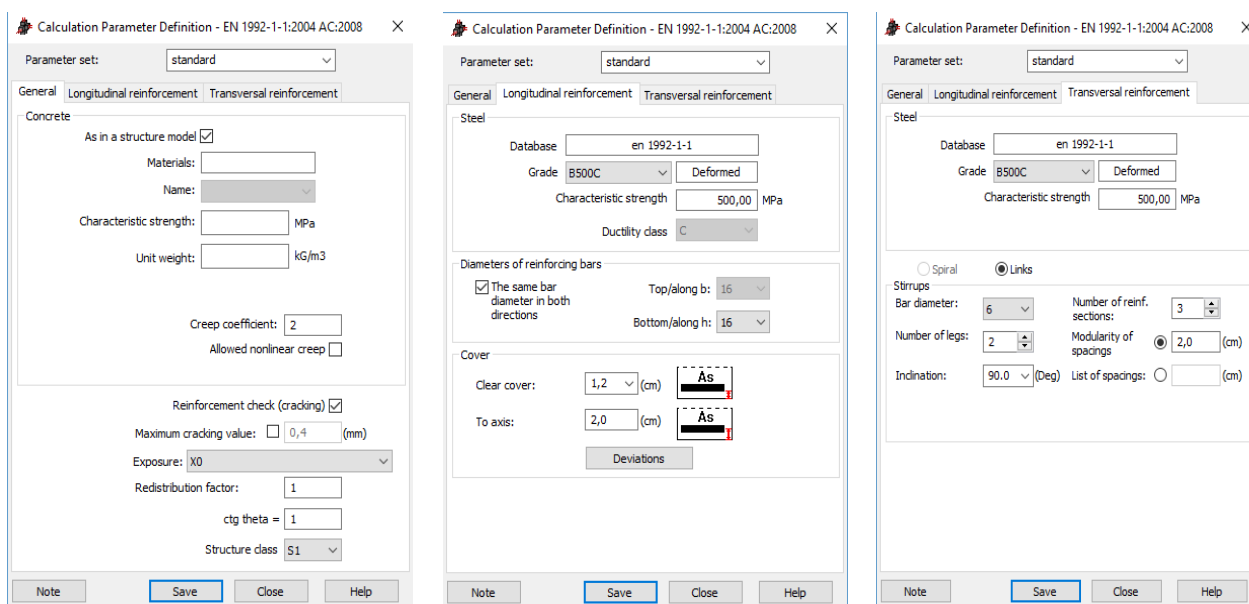 Calculation Parameter Definition - EN 1992-1-1:2004 AC:2008
Parameter set: standard
General Longitudinal reinforcement Transversal reinforcement
Concrete
As in a structure model
Materials:
Name:
Characteristic strength: MPa
Unit weight: kG/m3
Creep coefficient: 2
Allowed nonlinear creep
Reinforcement check (cracking)
Maximum cracking value: 0,4 (mm)
Exposure: X0
Redistribution factor: 1
ctg theta = 1
Structure class S1
Note Save Close Help
Calculation Parameter Definition - EN 1992-1-1:2004 AC:2008
Parameter set: standard
General Longitudinal reinforcement Transversal reinforcement
Steel
Database en 1992-1-1
Grade B500C Deformed
Characteristic strength 500,00 MPa
Ductility class C
Diameters of reinforcing bars
The same bar
diameter in both
directions
Top/along b: 16
Bottom/along h: 16
Cover
Clear cover: 1,2 (cm) As
To axis: 2,0 (cm) As
Deviations
Note Save Close Help
Calculation Parameter Definition - EN 1992-1-1:2004 AC:2008
Parameter set: standard
General Longitudinal reinforcement Transversal reinforcement
Steel
Database en 1992-1-1
Grade B500C Deformed
Characteristic strength 500,00 MPa
Spiral Links
Stirrups
Bar diameter: 6
Number of reinf.
sections: 3
Number of legs: 2
Modularity of
spacings 2,0 (cm)
Inclination: 90.0 (Deg) List of spacings: (cm)
Note Save Close Help